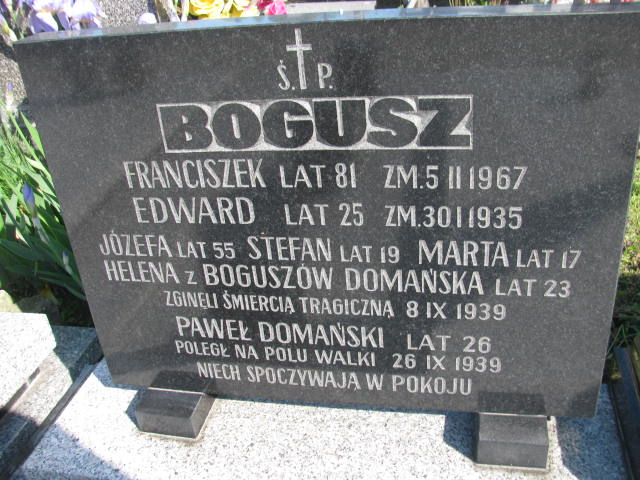 Ś. P.
BOGUSZ
FRANCISZEK LAT 81 ZM. 5 II 1967
EDWARD LAT 25 ZM. 30 I 1935
JÓZEFA LAT 55 STEFAN LAT 19 MARTA LAT 17
HELENA z BOGUSZÓW DOMAŃSKA LAT 23
ZGINĘLI ŚMIERCIĄ TRAGICZNĄ 8 IX 1939
PAWEŁ DOMAŃSKI LAT 26
POLEGŁ NA POLU WALKI 26 IX 1939
NIECH SPOCZYWAJĄ W POKOJU